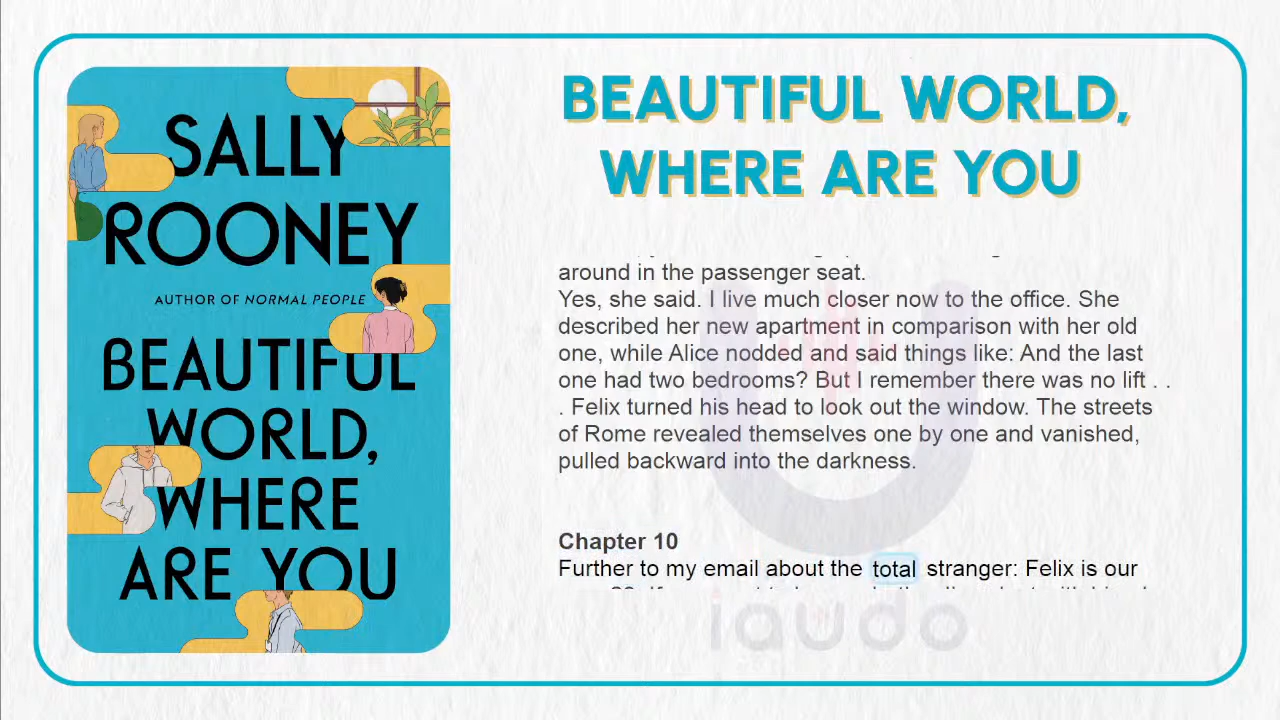 SALLY
ROONEY
AUTHOR OF NORMAL PEOPLE
BEAUTIFUL
WORLD,
WHERE
ARE YOU
BEAUTIFUL WORLD,
WHERE ARE YOU
around in the passenger seat.
Yes, she said. I live much closer now to the office. She
described her new apartment in comparison with her old
one, while Alice nodded and said things like: And the last
one had two bedrooms? But I remember there was no lift . .
. Felix turned his head to look out the window. The streets
of Rome revealed themselves one by one and vanished,
pulled backward into the darkness.
Chapter 10
Further to my email about the total stranger: Felix is our
iaudo